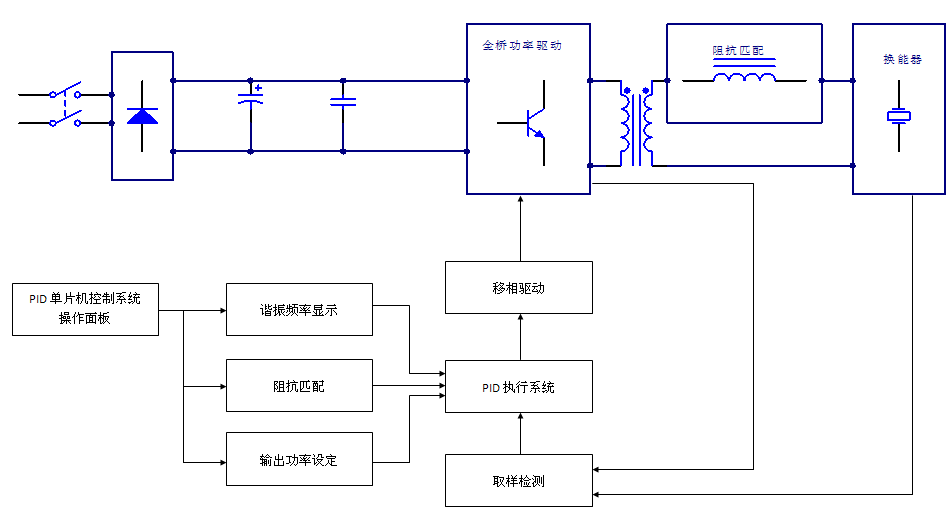 全桥功率驱动
阻抗匹配
换能器
+
移相驱动
PID 单片机控制系统
操作面板
谐振频率显示
阻抗匹配
PID 执行系统
输出功率设定
取样检测